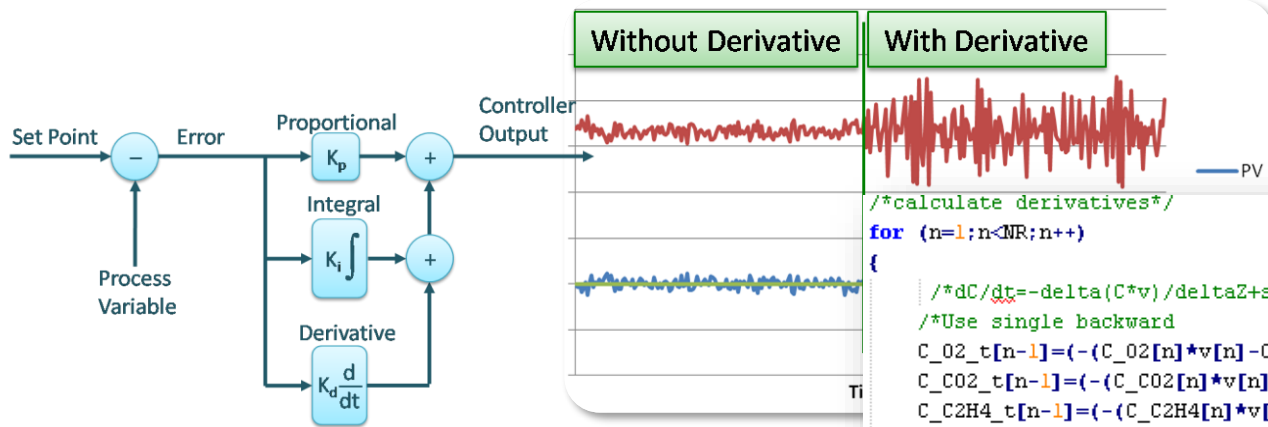 Set Point
−
Error
Process
Variable
Proportional
Kp
Integral
Ki ∫
Derivative
Kd d/dt
+
+
Controller
Output
Without Derivative
With Derivative
PV
Ti
/*calculate derivatives*/
for (n=1;n<NR;n++)
{
/*dC/dt=-delta(C*v)/deltaZ+s
/*Use single backward
C_O2_t[n-1]=(-(C_O2[n]*v[n]-C
C_CO2_t[n-1]=(-(C_CO2[n]*v[n]
C_C2H4_t[n-1]=(-(C_C2H4[n]*v[